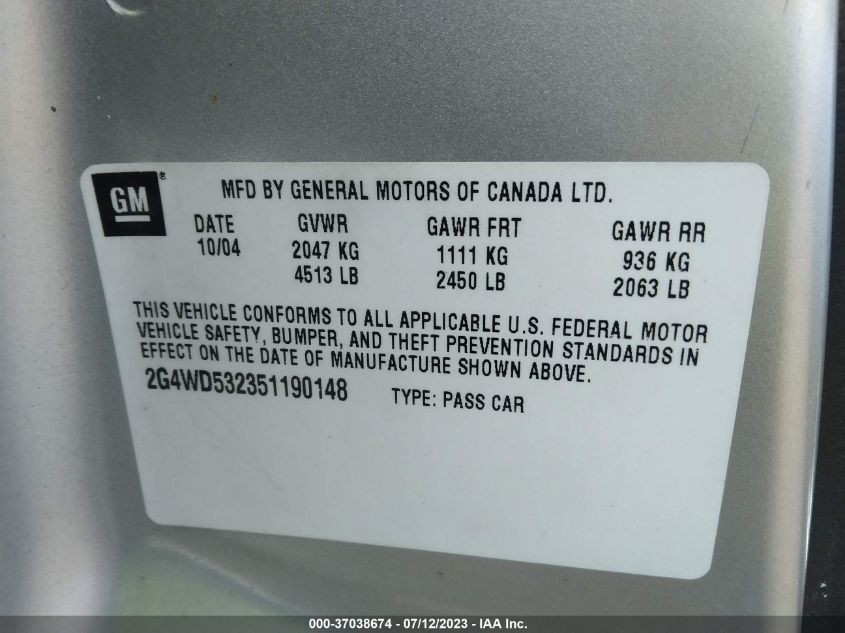 GM®
MFD BY GENERAL MOTORS OF CANADA LTD.
DATE GVWR GAWR FRT GAWR RR
10/04 2047 KG 1111 KG 936 KG
4513 LB 2450 LB 2063 LB
THIS VEHICLE CONFORMS TO ALL APPLICABLE U.S. FEDERAL MOTOR
VEHICLE SAFETY, BUMPER, AND THEFT PREVENTION STANDARDS IN
EFFECT ON THE DATE OF MANUFACTURE SHOWN ABOVE.
2G4WD532351190148 TYPE: PASS CAR
000-37038674 - 07/12/2023 - IAA Inc.